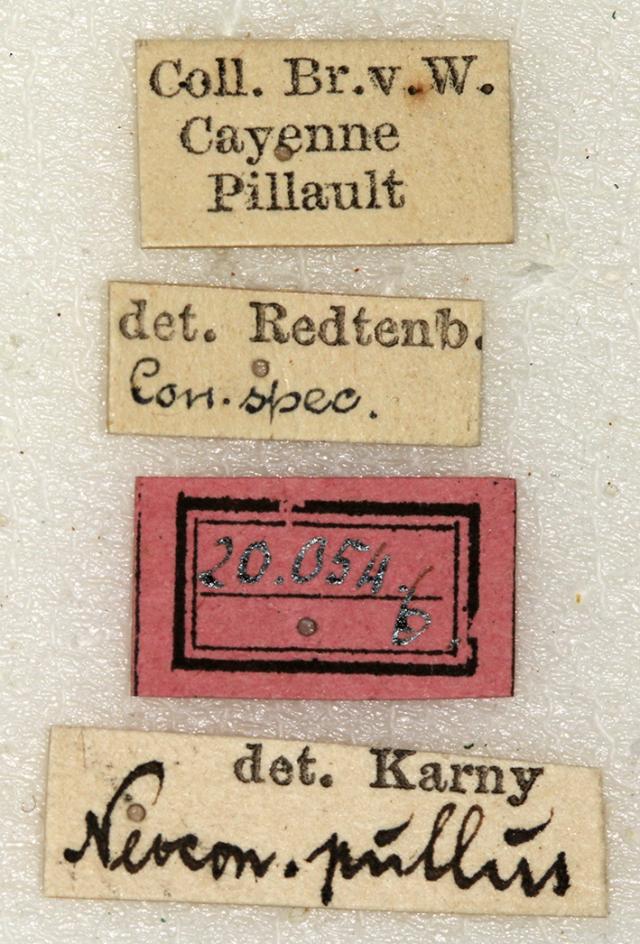 Coll. Br.v.W.
Cayenne
Pillault
det. Redtenb.
Con. spec.
20.054.
b.
det. Karny
Neocon. pullus